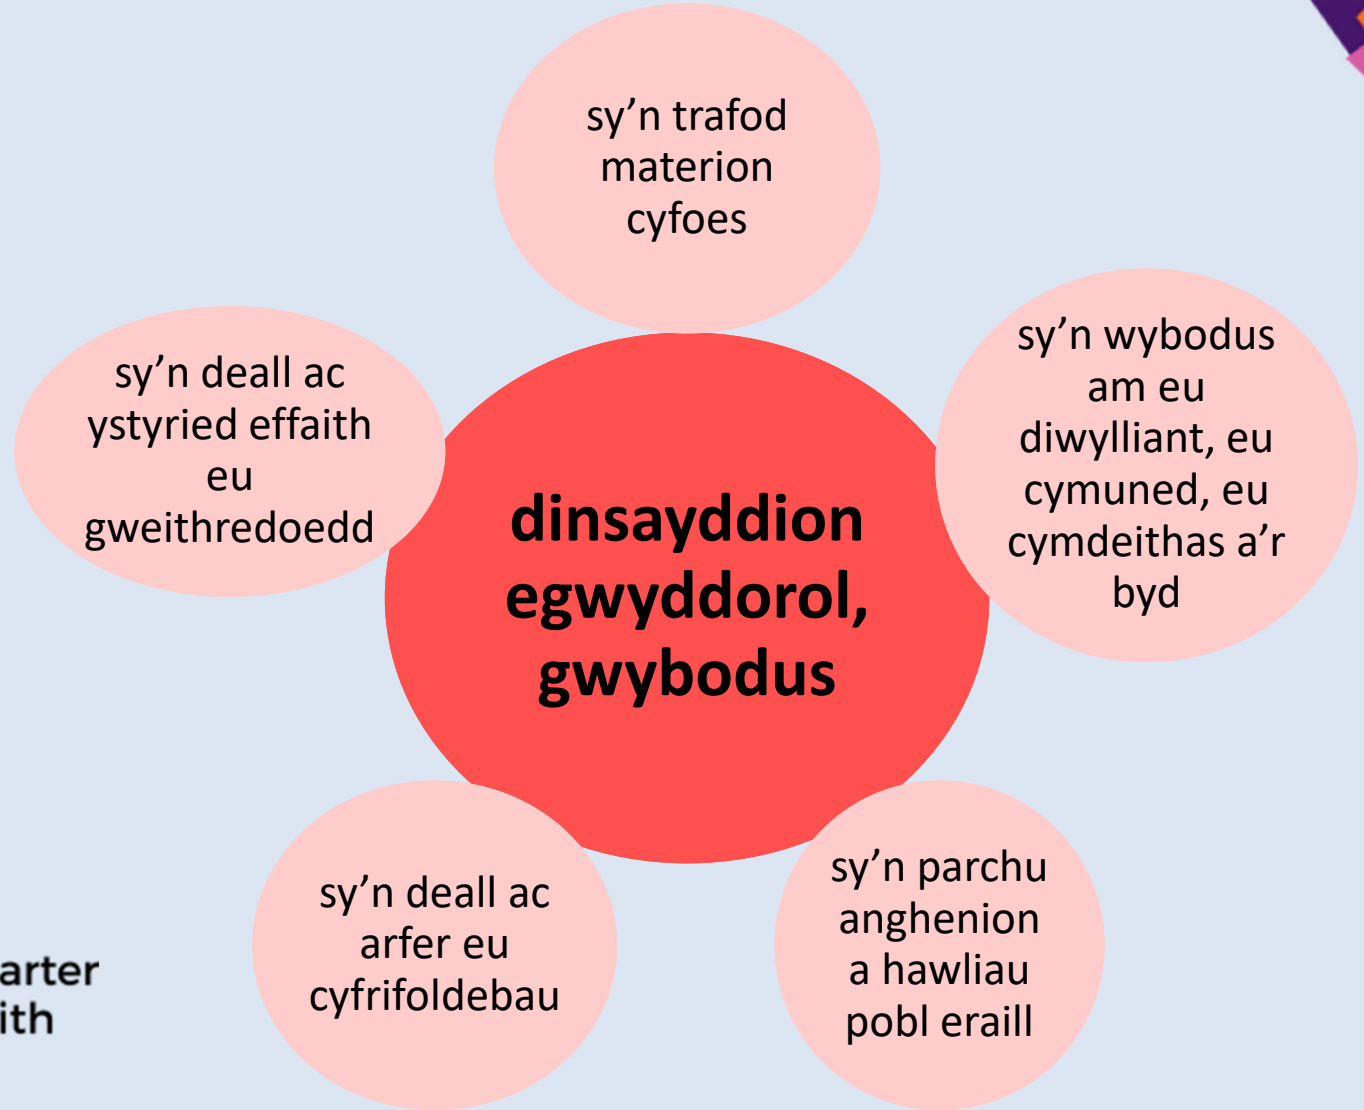 sy’n trafod
materion
cyfoes
sy’n wybodus
am eu
diwylliant, eu
cymuned, eu
cymdeithas a’r
byd
sy’n deall ac
ystyried effaith
eu
gweithredoedd
dinsayddion
egwyddorol,
gwybodus
sy’n deall ac
arfer eu
cyfrifoldebau
sy’n parchu
anghenion
a hawliau
pobl eraill
arter
ith